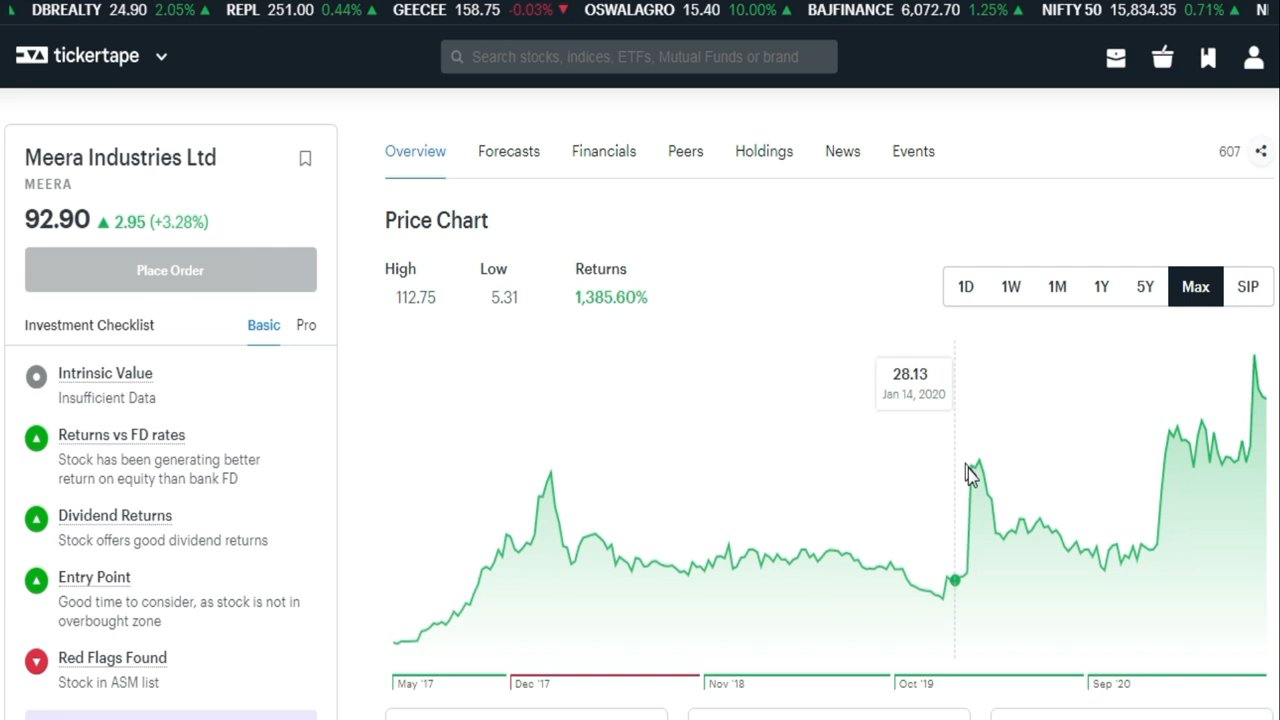 DBREALTY 24.90 2.05% ▲ REPL 251.00 0.44% ▲ GEECEE 158.75 -0.03% ▼ OSWALAGRO 15.40 10.00% ▲ BAJFINANCE 6,072.70 1.25% ▲ NIFTY 50 15,834.35 0.71% ▲
tickertape
Search stocks, indices, ETFs, Mutual Funds or brand
Meera Industries Ltd
MEERA
92.90 ▲ 2.95 (+3.28%)
Place Order
Investment Checklist Basic Pro
Intrinsic Value
Insufficient Data
Returns vs FD rates
Stock has been generating better
return on equity than bank FD
Dividend Returns
Stock offers good dividend returns
Entry Point
Good time to consider, as stock is not in
overbought zone
Red Flags Found
Stock in ASM list
Overview Forecasts Financials Peers Holdings News Events 607
Price Chart
High Low Returns
112.75 5.31 1,385.60%
1D 1W 1M 1Y 5Y Max SIP
28.13
Jan 14, 2020
May '17 Dec '17 Nov '18 Oct '19 Sep '20